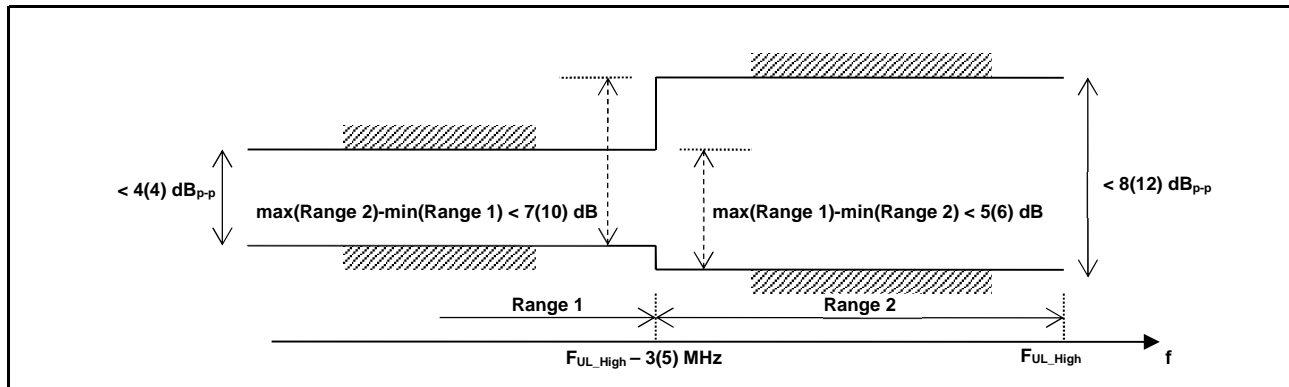 < 4(4) dBp-p
max(Range 2)-min(Range 1) < 7(10) dB
max(Range 1)-min(Range 2) < 5(6) dB
< 8(12) dBp-p
Range 1
Range 2
FUL_High – 3(5) MHz
FUL_High
f